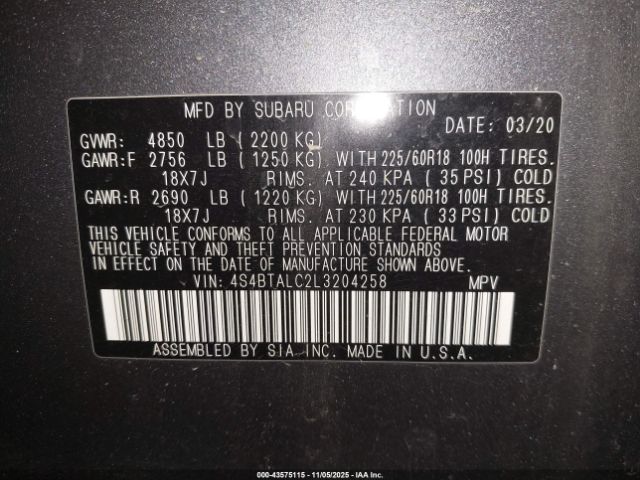 MFD BY SUBARU CORPORATION
DATE: 03/20
GVWR: 4850 LB ( 2200 KG)
GAWR:F 2756 LB ( 1250 KG) WITH 225/60R18 100H TIRES.
18X7J RIMS. AT 240 KPA ( 35 PSI) COLD
GAWR:R 2690 LB ( 1220 KG) WITH 225/60R18 100H TIRES.
18X7J RIMS. AT 230 KPA ( 33 PSI) COLD
THIS VEHICLE CONFORMS TO ALL APPLICABLE FEDERAL MOTOR
VEHICLE SAFETY AND THEFT PREVENTION STANDARDS
IN EFFECT ON THE DATE OF MANUFACTURE SHOWN ABOVE.
VIN: 4S4BTALC2L3204258 MPV
ASSEMBLED BY SIA INC. MADE IN U.S.A.
000-43575115 - 11/05/2025 - IAA Inc.